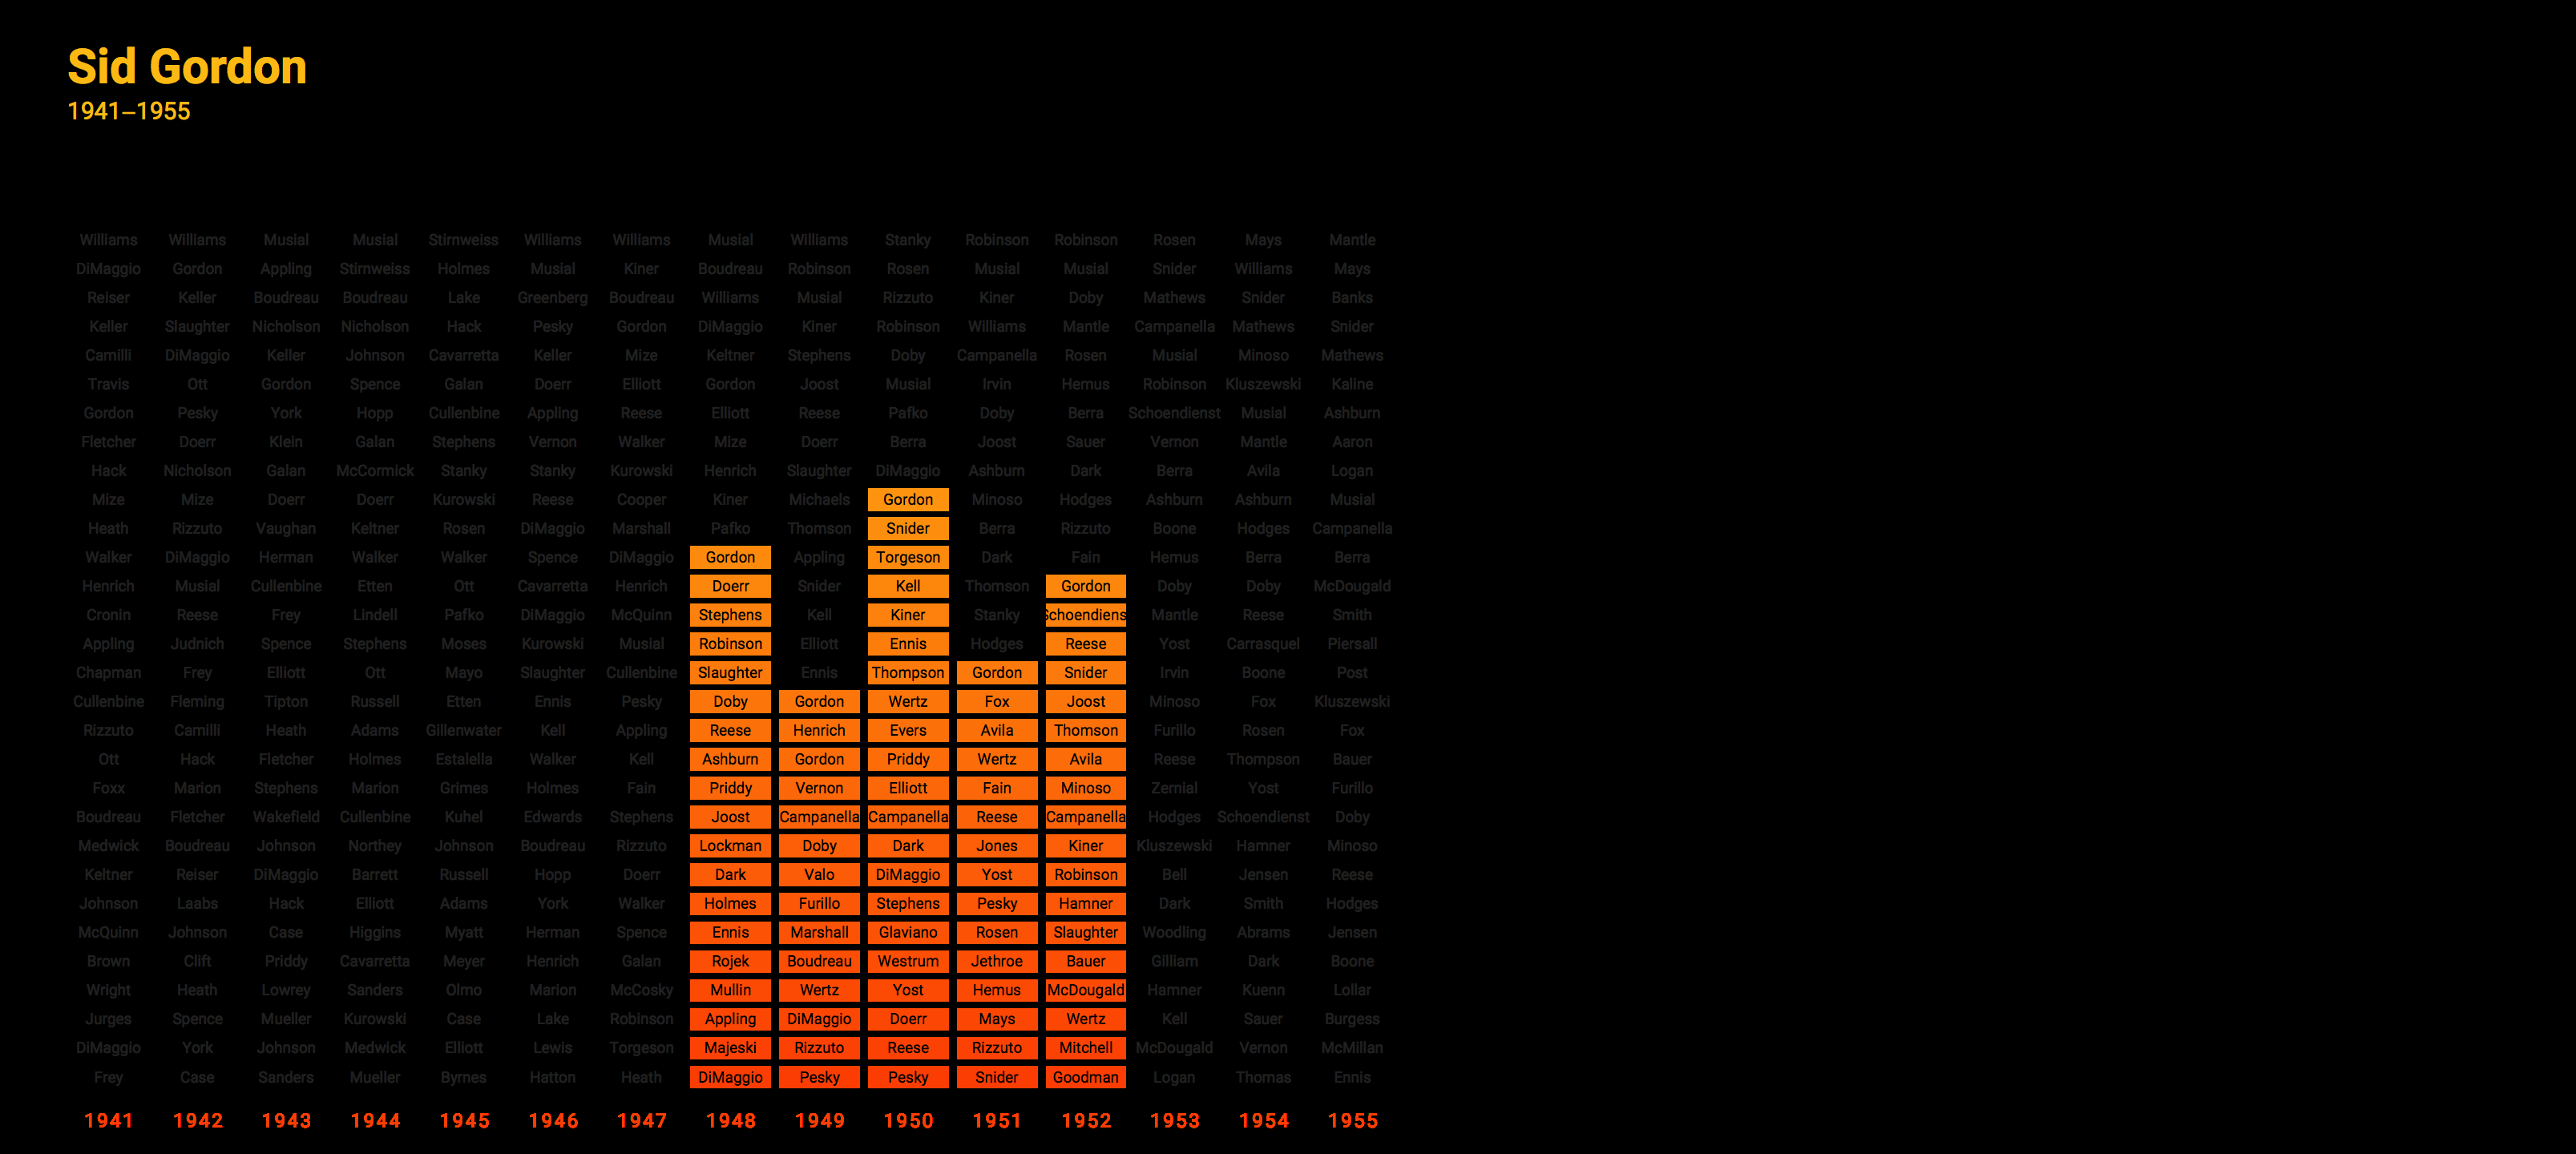 Sid Gordon
1941–1955
Williams Williams Musial Musial Stirnweiss Williams Williams Musial Williams Stanky Robinson Robinson Rosen Mays Mantle
DiMaggio Gordon Appling Stirnweiss Holmes Musial Kiner Boudreau Robinson Rosen Musial Musial Snider Williams Mays
Reiser Keller Boudreau Boudreau Lake Greenberg Boudreau Williams Musial Rizzuto Kiner Doby Mathews Snider Banks
Keller Slaughter Nicholson Nicholson Hack Pesky Gordon DiMaggio Kiner Robinson Williams Mantle Campanella Mathews Snider
Camilli DiMaggio Keller Johnson Cavarretta Keller Mize Keltner Stephens Doby Campanella Rosen Musial Minoso Mathews
Travis Ott Gordon Spence Galan Doerr Elliott Gordon Joost Musial Irvin Hemus Robinson Kluszewski Kaline
Gordon Pesky York Hopp Cullenbine Appling Reese Elliott Reese Pafko Doby Berra Schoendienst Musial Ashburn
Fletcher Doerr Klein Galan Stephens Vernon Walker Mize Doerr Berra Joost Sauer Vernon Mantle Aaron
Hack Nicholson Galan McCormick Stanky Stanky Kurowski Henrich Slaughter DiMaggio Ashburn Dark Berra Avila Logan
Mize Mize Doerr Doerr Kurowski Reese Cooper Kiner Michaels Gordon Minoso Hodges Ashburn Ashburn Musial
Heath Rizzuto Vaughan Keltner Rosen DiMaggio Marshall Pafko Thomson Snider Berra Rizzuto Boone Hodges Campanella
Walker DiMaggio Herman Walker Walker Spence DiMaggio Gordon Appling Torgeson Dark Fain Hemus Berra Berra
Henrich Musial Cullenbine Etten Ott Cavarretta Henrich Doerr Snider Kell Thomson Gordon Doby Doby McDougald
Cronin Reese Frey Lindell Pafko DiMaggio McQuinn Stephens Kell Kiner Stanky Schoendiens Mantle Reese Smith
Appling Judnich Spence Stephens Moses Kurowski Musial Robinson Elliott Ennis Hodges Reese Yost Carrasquel Piersall
Chapman Frey Elliott Ott Mayo Slaughter Cullenbine Slaughter Ennis Thompson Gordon Snider Irvin Boone Post
Cullenbine Fleming Tipton Russell Etten Ennis Pesky Doby Gordon Wertz Fox Joost Minoso Fox Kluszewski
Rizzuto Camilli Heath Adams Gillenwater Kell Appling Reese Henrich Evers Avila Thomson Furillo Rosen Fox
Ott Hack Fletcher Holmes Estalella Walker Kell Ashburn Gordon Priddy Wertz Avila Reese Thompson Bauer
Foxx Marion Stephens Marion Grimes Holmes Fain Priddy Vernon Elliott Fain Minoso Zernial Yost Furillo
Boudreau Fletcher Wakefield Cullenbine Kuhel Edwards Stephens Joost Campanella Campanella Reese Campanella Hodges Schoendienst Doby
Medwick Boudreau Johnson Northey Johnson Boudreau Rizzuto Lockman Doby Dark Jones Kiner Kluszewski Hamner Minoso
Keltner Reiser DiMaggio Barrett Russell Hopp Doerr Dark Valo DiMaggio Yost Robinson Bell Jensen Reese
Johnson Laabs Hack Elliott Adams York Walker Holmes Furillo Stephens Pesky Hamner Dark Smith Hodges
McQuinn Johnson Case Higgins Myatt Herman Spence Ennis Marshall Glaviano Rosen Slaughter Woodling Abrams Jensen
Brown Clift Priddy Cavarretta Meyer Henrich Galan Rojek Boudreau Westrum Jethroe Bauer Gilliam Dark Boone
Wright Heath Lowrey Sanders Olmo Marion McCosky Mullin Wertz Yost Hemus McDougald Hamner Kuenn Lollar
Jurges Spence Mueller Kurowski Case Lake Robinson Appling DiMaggio Doerr Mays Wertz Kell Sauer Burgess
DiMaggio York Johnson Medwick Elliott Lewis Torgeson Majeski Rizzuto Reese Rizzuto Mitchell McDougald Vernon McMillan
Frey Case Sanders Mueller Byrnes Hatton Heath DiMaggio Pesky Pesky Snider Goodman Logan Thomas Ennis
1941 1942 1943 1944 1945 1946 1947 1948 1949 1950 1951 1952 1953 1954 1955